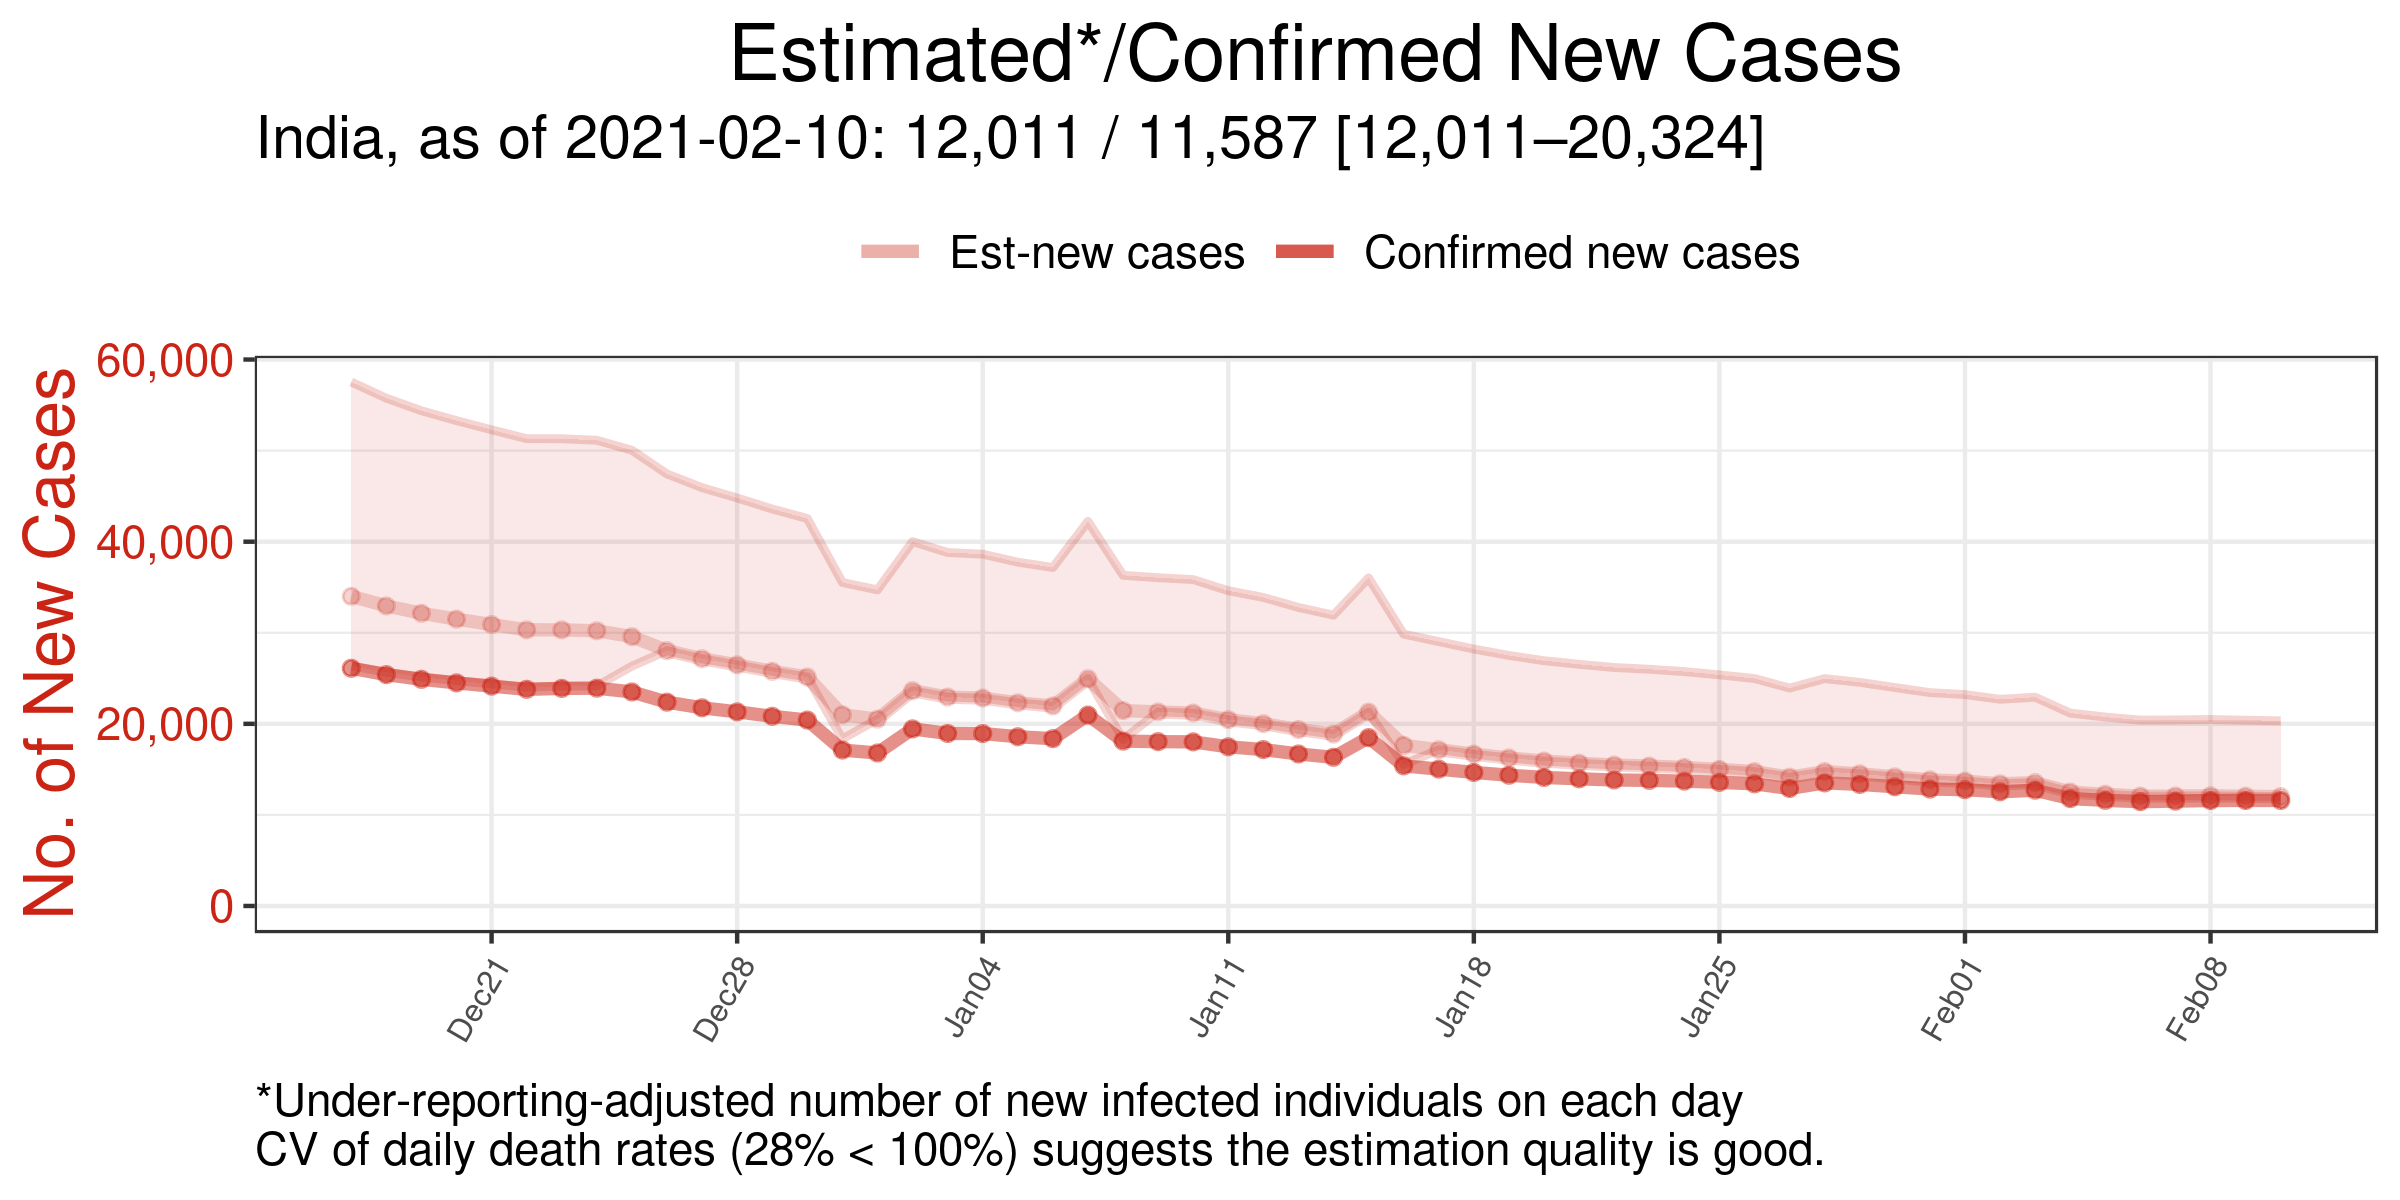 Estimated*/Confirmed New Cases
India, as of 2021-02-10: 12,011 / 11,587 [12,011–20,324]
Est-new cases Confirmed new cases
No. of New Cases
60,000
40,000
20,000
0
Dec21 Dec28 Jan04 Jan11 Jan18 Jan25 Feb01 Feb08
*Under-reporting-adjusted number of new infected individuals on each day
CV of daily death rates (28% < 100%) suggests the estimation quality is good.